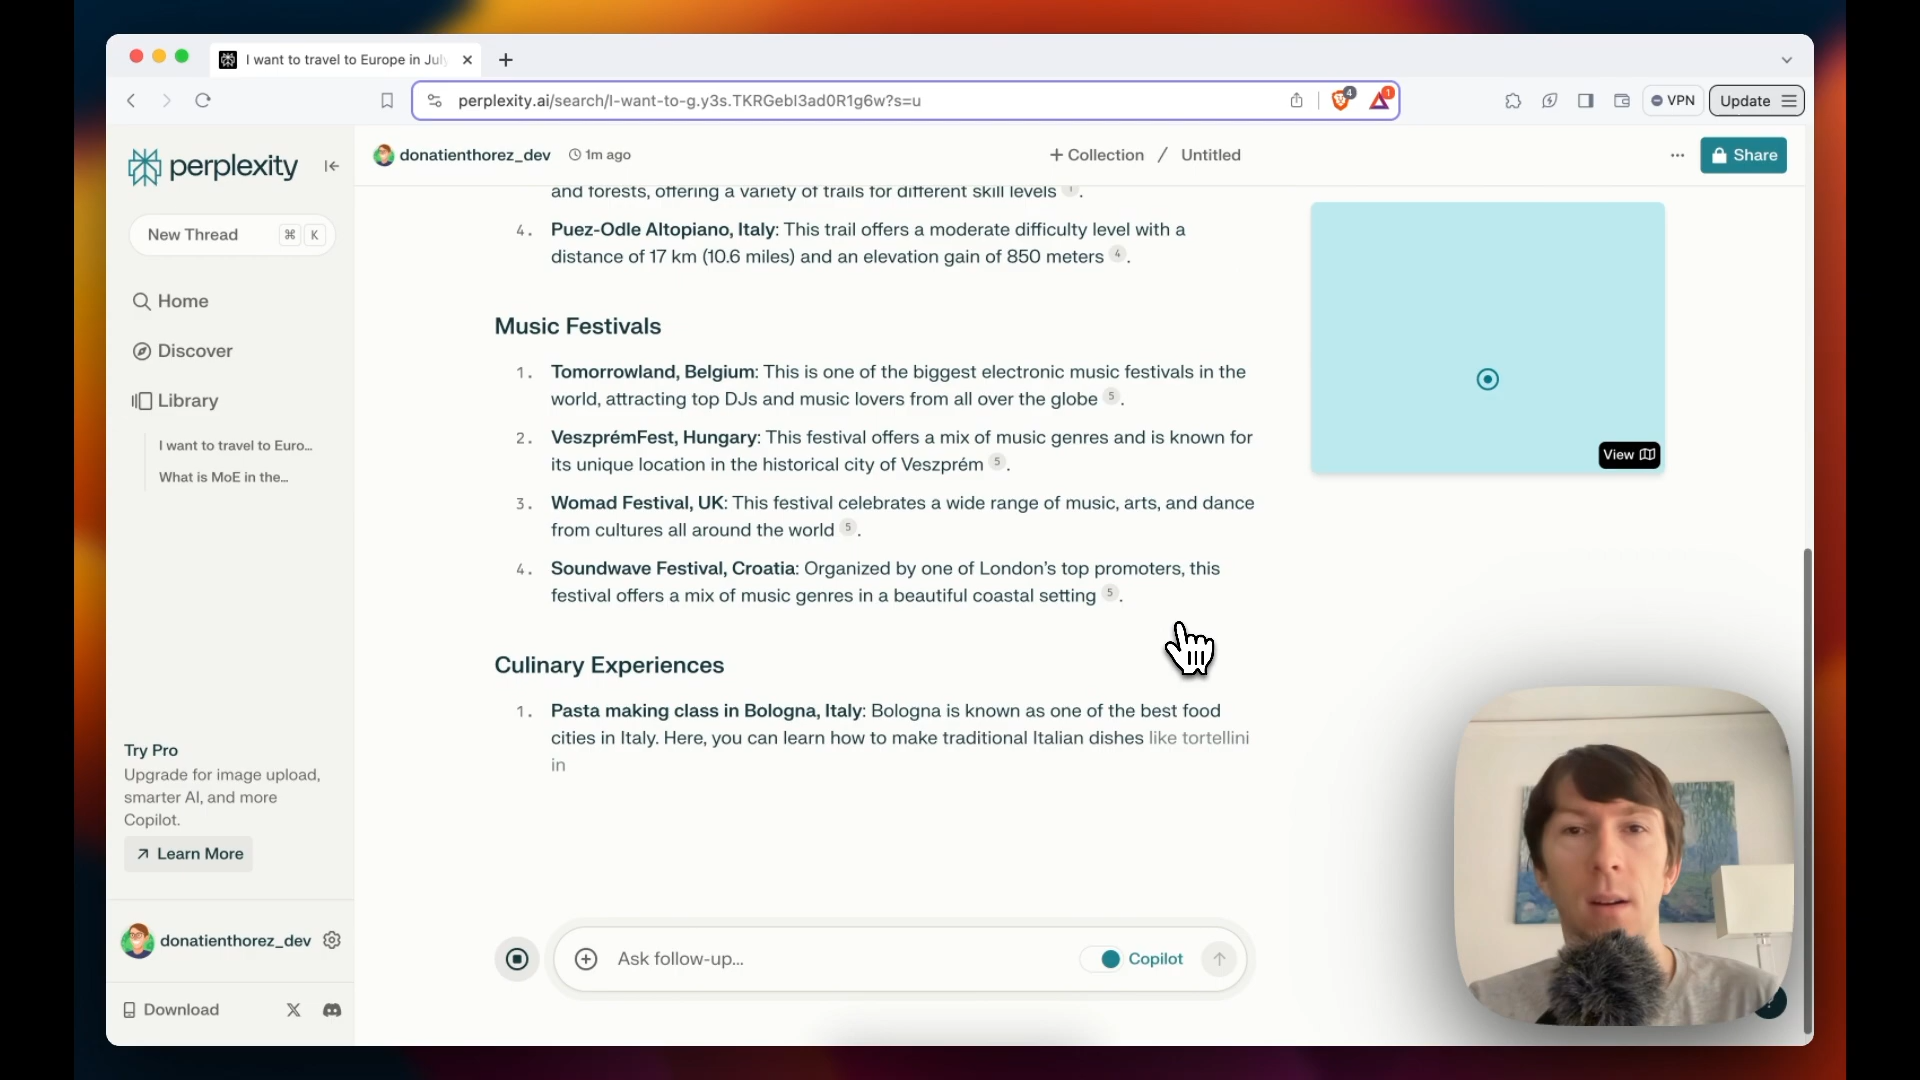 I want to travel to Europe in July
perplexity.ai/search/I-want-to-g.y3s.TKRGebI3ad0R1g6w?s=u
4
1
VPN
Update
perplexity
donatienthorez_dev
1m ago
+ Collection / Untitled
Share
New Thread
⌘ K
Home
Discover
Library
I want to travel to Euro...
What is MoE in the...
and forests, offering a variety of trails for different skill levels 1.
4. Puez-Odle Altopiano, Italy: This trail offers a moderate difficulty level with a
distance of 17 km (10.6 miles) and an elevation gain of 850 meters 4.
Music Festivals
1. Tomorrowland, Belgium: This is one of the biggest electronic music festivals in the
world, attracting top DJs and music lovers from all over the globe 5.
2. VeszprémFest, Hungary: This festival offers a mix of music genres and is known for
its unique location in the historical city of Veszprém 5.
3. Womad Festival, UK: This festival celebrates a wide range of music, arts, and dance
from cultures all around the world 5.
4. Soundwave Festival, Croatia: Organized by one of London's top promoters, this
festival offers a mix of music genres in a beautiful coastal setting 5.
Culinary Experiences
1. Pasta making class in Bologna, Italy: Bologna is known as one of the best food
cities in Italy. Here, you can learn how to make traditional Italian dishes like tortellini
in
View
Try Pro
Upgrade for image upload,
smarter AI, and more
Copilot.
Learn More
donatienthorez_dev
Download
Ask follow-up...
Copilot